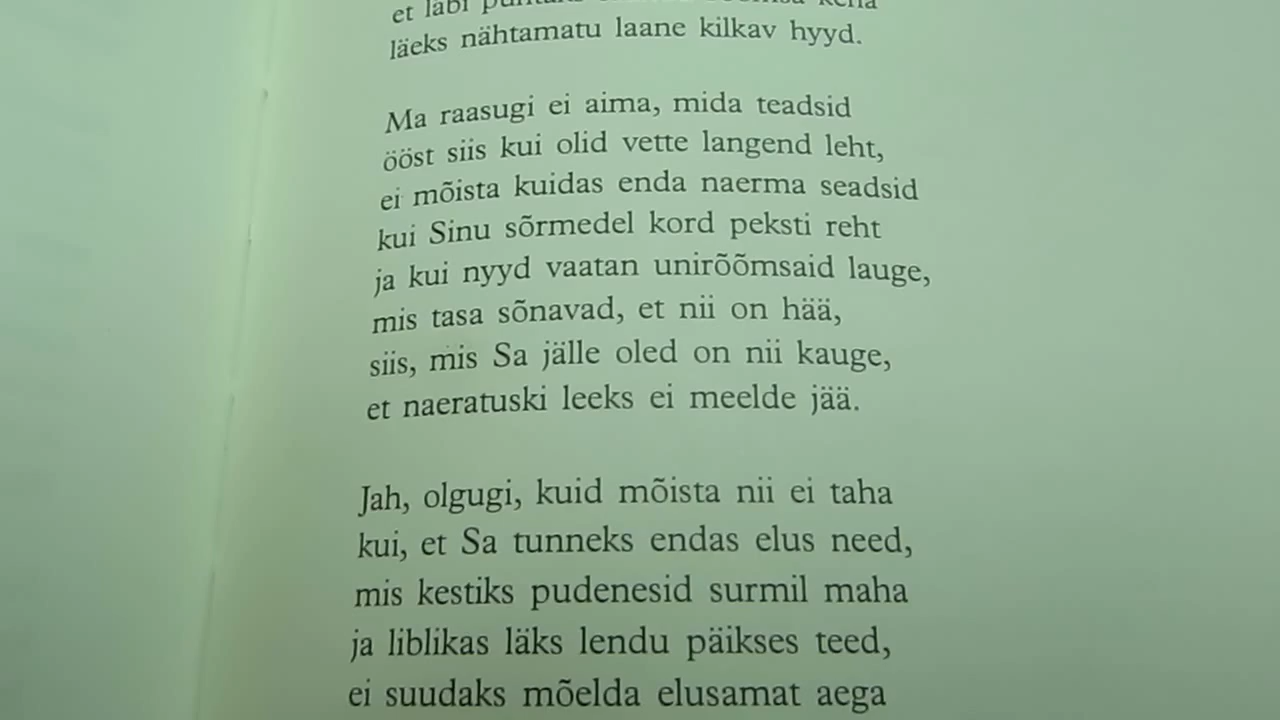 et läbi
läeks nähtamatu laane kilkav hyyd.
Ma raasugi ei aima, mida teadsid
ööst siis kui olid vette langend leht,
ei mõista kuidas enda naerma seadsid
kui Sinu sõrmedel kord peksti reht
ja kui nyyd vaatan unirõõmsaid lauge,
mis tasa sõnavad, et nii on hää,
siis, mis Sa jälle oled on nii kauge,
et naeratuski leeks ei meelde jää.
Jah, olgugi, kuid mõista nii ei taha
kui, et Sa tunneks endas elus need,
mis kestiks pudenesid surmil maha
ja liblikas läks lendu päikses teed,
ei suudaks mõelda elusamat aega